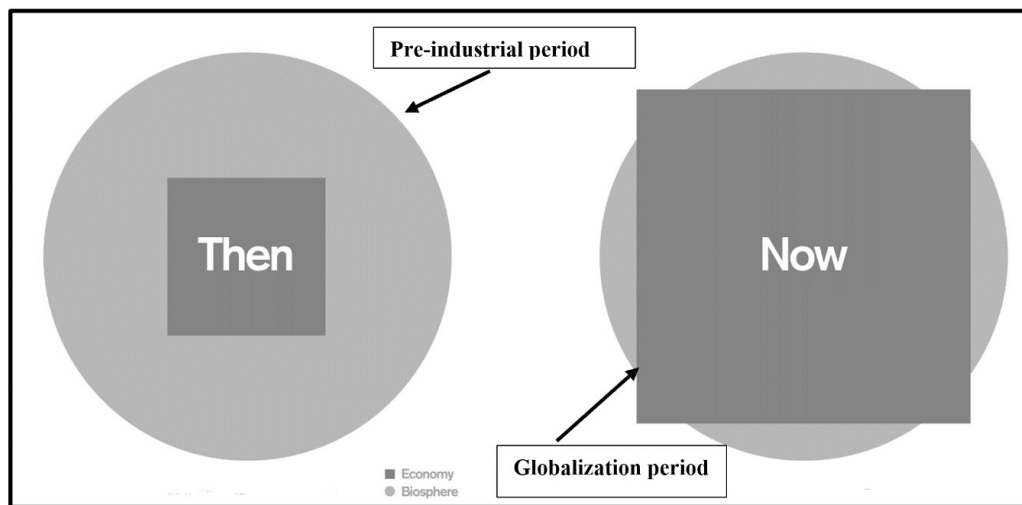 Pre-industrial period
Then
Now
Globalization period
Economy
Biosphere